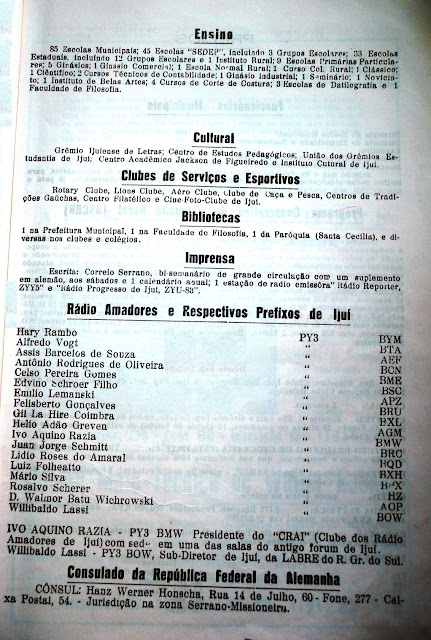 Ensino
85 Escolas Municipais; 45 Escolas "SEDEP", incluindo 3 Grupos Escolares; 33 Escolas
Estaduais, incluindo 12 Grupos Escolares e 1 Instituto Rural; 9 Escolas Primárias Particula-
res; 5 Ginásios; 1 Ginásio Comercial; 1 Escola Normal Rural; 1 Curso Col. Rural; 1 Clássico;
1 Ciêntífico; 2 Cursos Técnicos de Contabilidade; 1 Ginásio Industrial; 1 Seminário; 1 Novicia-
to; 1 Instituto de Belas Artes; 4 Cursos de Corte de Costura; 3 Escolas de Datilografia e 1
Faculdade de Filosofia.
Cultural
Grêmio Ijuiense de Letras; Centro de Estudos Pedagógicos; União dos Grêmios Es-
tudantis de Ijuí, Centro Acadêmico Jackson de Figueiredo e Instituto Cutural de Ijuí.
Clubes de Serviços e Esportivos
Rotary Clube, Lions Clube, Aéro Clube, Clube de Caça e Pesca, Centros de Tradi-
ções Gaúchas, Centro Filatélico e Cine-Foto-Clube de Ijuí.
Bibliotecas
1 na Prefeitura Municipal, 1 na Faculdade de Filosofia, 1 da Paróquia (Santa Cecília), e di-
versas nos clubes e colégios.
Imprensa
Escrita: Correio Serrano, bi-semanário de grande circulação com um suplemento
em alemão, aos sábados e 1 calendário anual; 1 estação de radio emissôra "Rádio Reporter,
ZYY5" e "Rádio Progresso de Ijuí, ZYU-83".
Rádio Amadores e Respectivos Prefixos de Ijuí
Hary Rambo PY3 BYM
Alfredo Vogt " BTA
Assis Barcelos de Souza " AEF
Antônio Rodrigues de Oliveira " BCN
Celso Pereira Gomes " BME
Edvino Schroer Filho " BSC
Emilio Lemanski " APZ
Felisberto Gonçalves " BRU
Gil La Hire Coimbra " BXL
Helio Adão Greven " AGM
Ivo Aquino Razia " BMW
Juan Jorge Schmitt " BRC
Lídio Roses do Amaral " BQD
Luiz Folheatto " BXH
Mário Silva " BPX
Rosalvo Scherer " HZ
D. Walmor Batu Wichrowski " AOP
Willibaldo Lassi " BOW
IVO AQUINO RAZIA - PY3 BMW Presidente do "CRAI" (Clube dos Rádio
Amadores de Ijuí) com sede em uma das salas do antigo forum de Ijuí.
Willibaldo Lassi - PY3 BOW, Sub-Diretor de Ijuí, da LABRE do R. Gr. do Sul.
Consulado da República Federal da Alemanha
CÔNSUL: Hanz Werner Honscha, Rua 14 de Julho, 60 - Fone, 277 - Cai-
xa Postal, 54. - Jurisdição na zona Serrano-Missioneira.